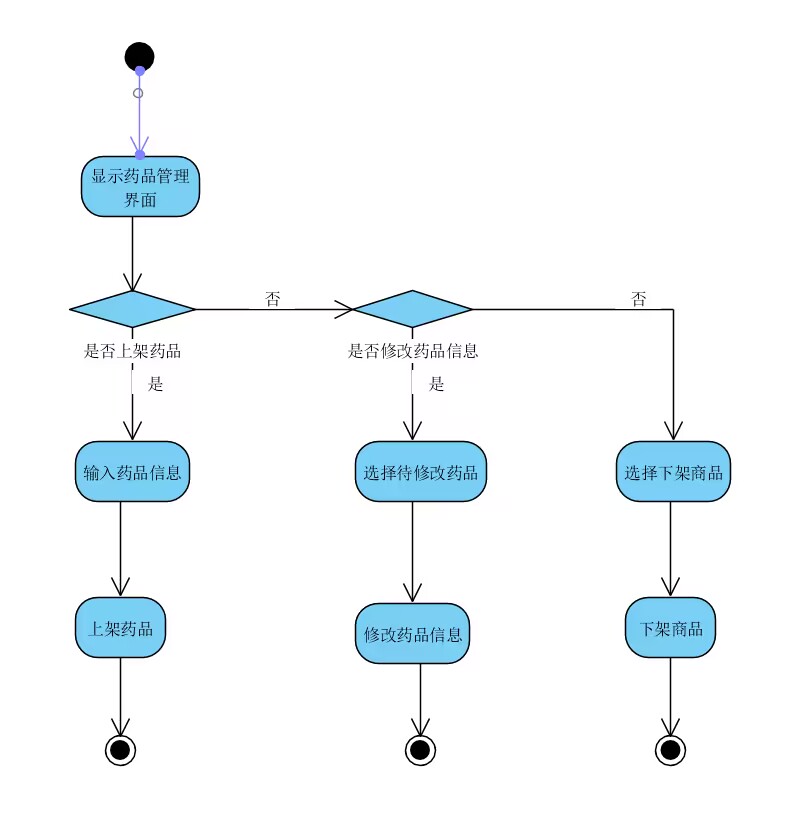 显示药品管理
界面
否
否
是否上架药品
是否修改药品信息
是
是
输入药品信息
选择待修改药品
选择下架商品
上架药品
修改药品信息
下架商品